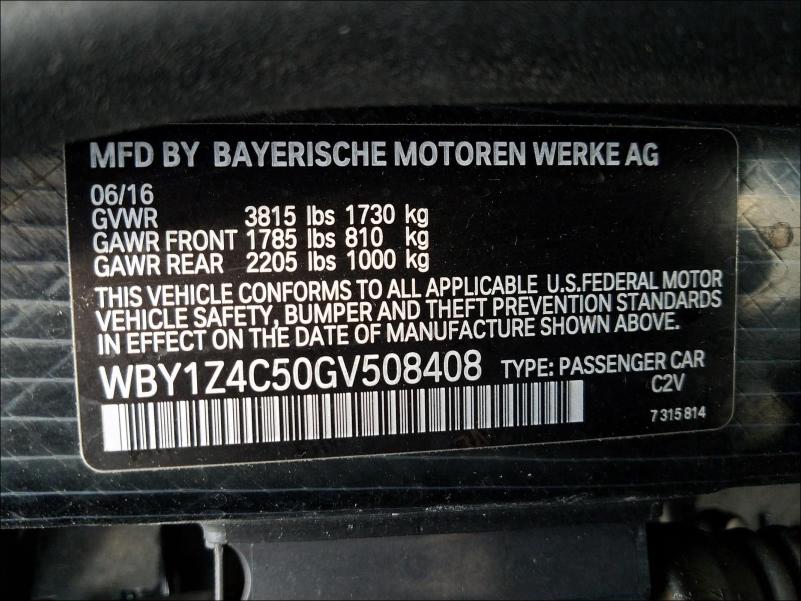 MFD BY BAYERISCHE MOTOREN WERKE AG
06/16
GVWR 3815 lbs 1730 kg
GAWR FRONT 1785 lbs 810 kg
GAWR REAR 2205 lbs 1000 kg
THIS VEHICLE CONFORMS TO ALL APPLICABLE U.S.FEDERAL MOTOR
VEHICLE SAFETY, BUMPER AND THEFT PREVENTION STANDARDS
IN EFFECT ON THE DATE OF MANUFACTURE SHOWN ABOVE.
WBY1Z4C50GV508408 TYPE: PASSENGER CAR
C2V
7 315 814